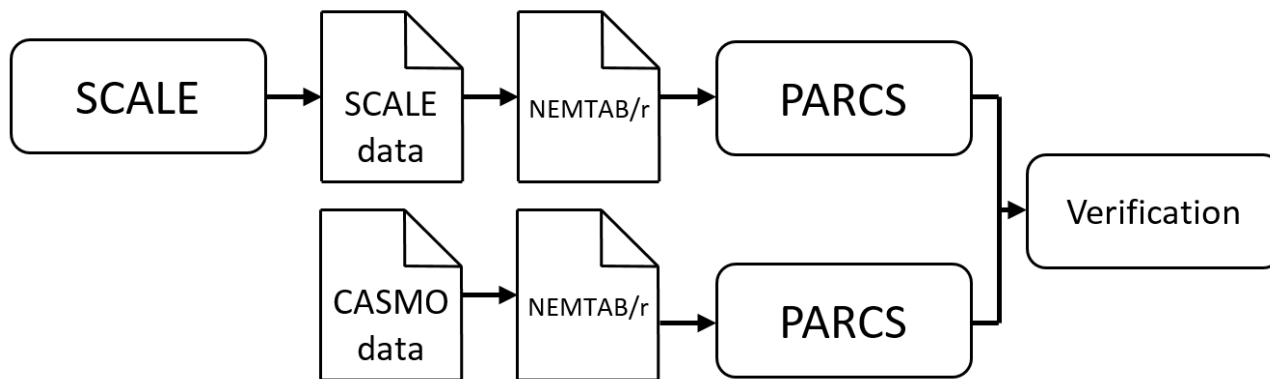 SCALE
SCALE
data
NEMTAB/r
PARCS
Verification
CASMO
data
NEMTAB/r
PARCS